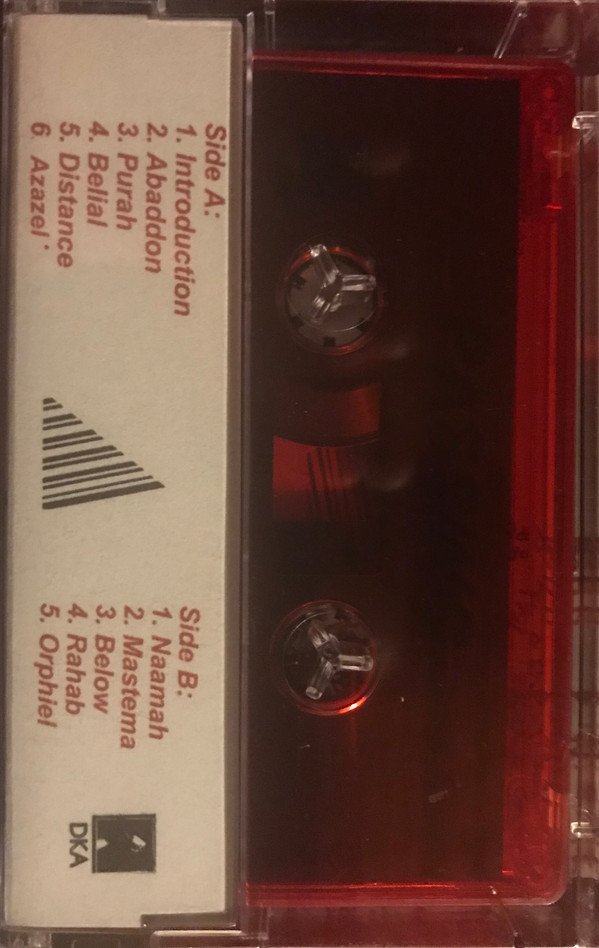 Side A:
1. Introduction
2. Abaddon
3. Purah
4. Belial
5. Distance
6. Azazel
Side B:
1. Naamah
2. Mastema
3. Below
4. Rahab
5. Orphiel
DKA